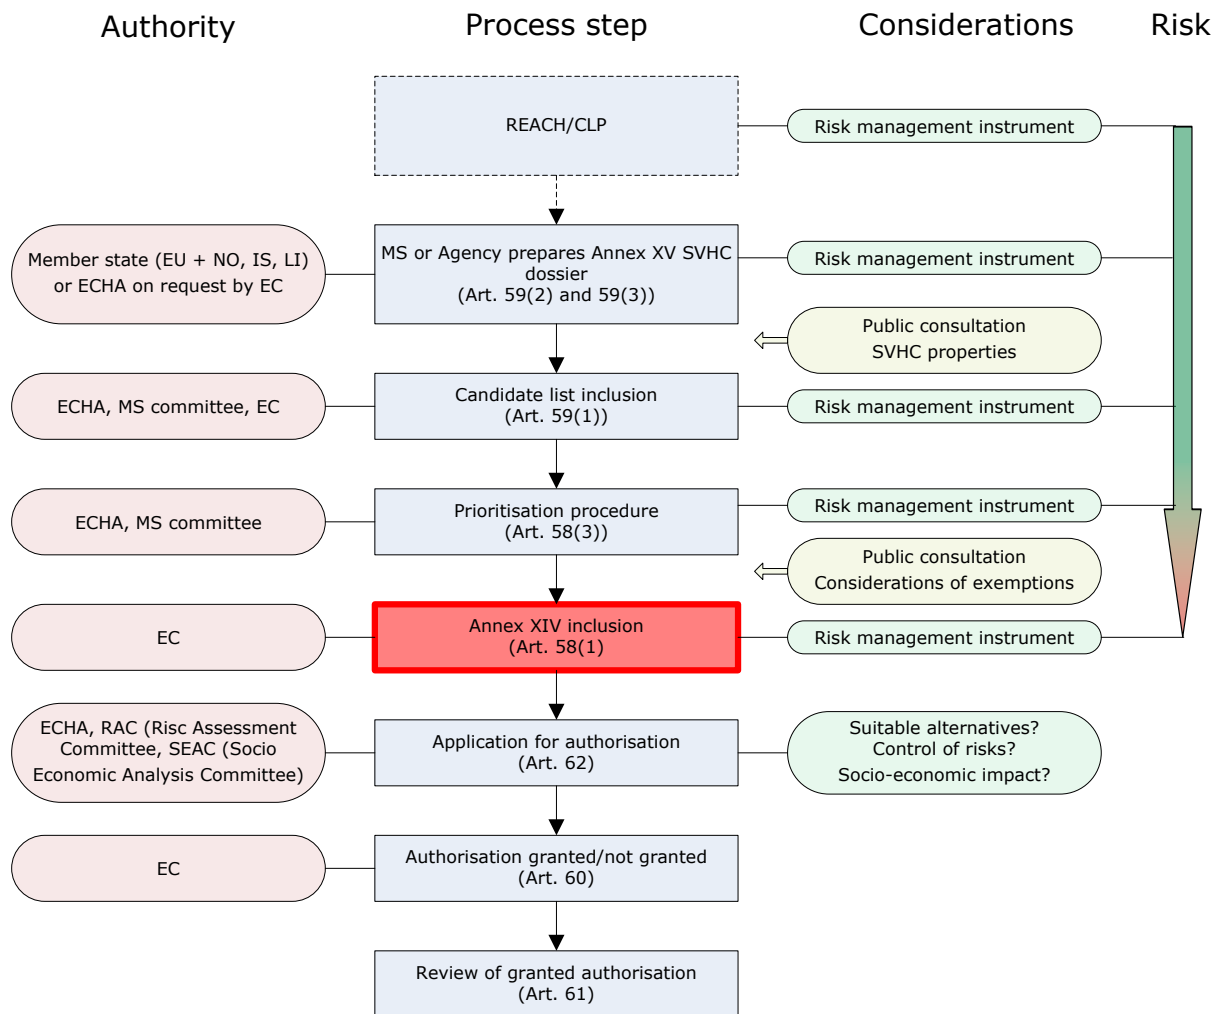 Authority
Process step
Considerations
Risk
REACH/CLP
Risk management instrument
Member state (EU + NO, IS, LI)
or ECHA on request by EC
MS or Agency prepares Annex XV SVHC
dossier
(Art. 59(2) and 59(3))
Risk management instrument
Public consultation
SVHC properties
ECHA, MS committee, EC
Candidate list inclusion
(Art. 59(1))
Risk management instrument
ECHA, MS committee
Prioritisation procedure
(Art. 58(3))
Risk management instrument
Public consultation
Considerations of exemptions
EC
Annex XIV inclusion
(Art. 58(1)
Risk management instrument
ECHA, RAC (Risc Assessment
Committee, SEAC (Socio
Economic Analysis Committee)
Application for authorisation
(Art. 62)
Suitable alternatives?
Control of risks?
Socio-economic impact?
EC
Authorisation granted/not granted
(Art. 60)
Review of granted authorisation
(Art. 61)